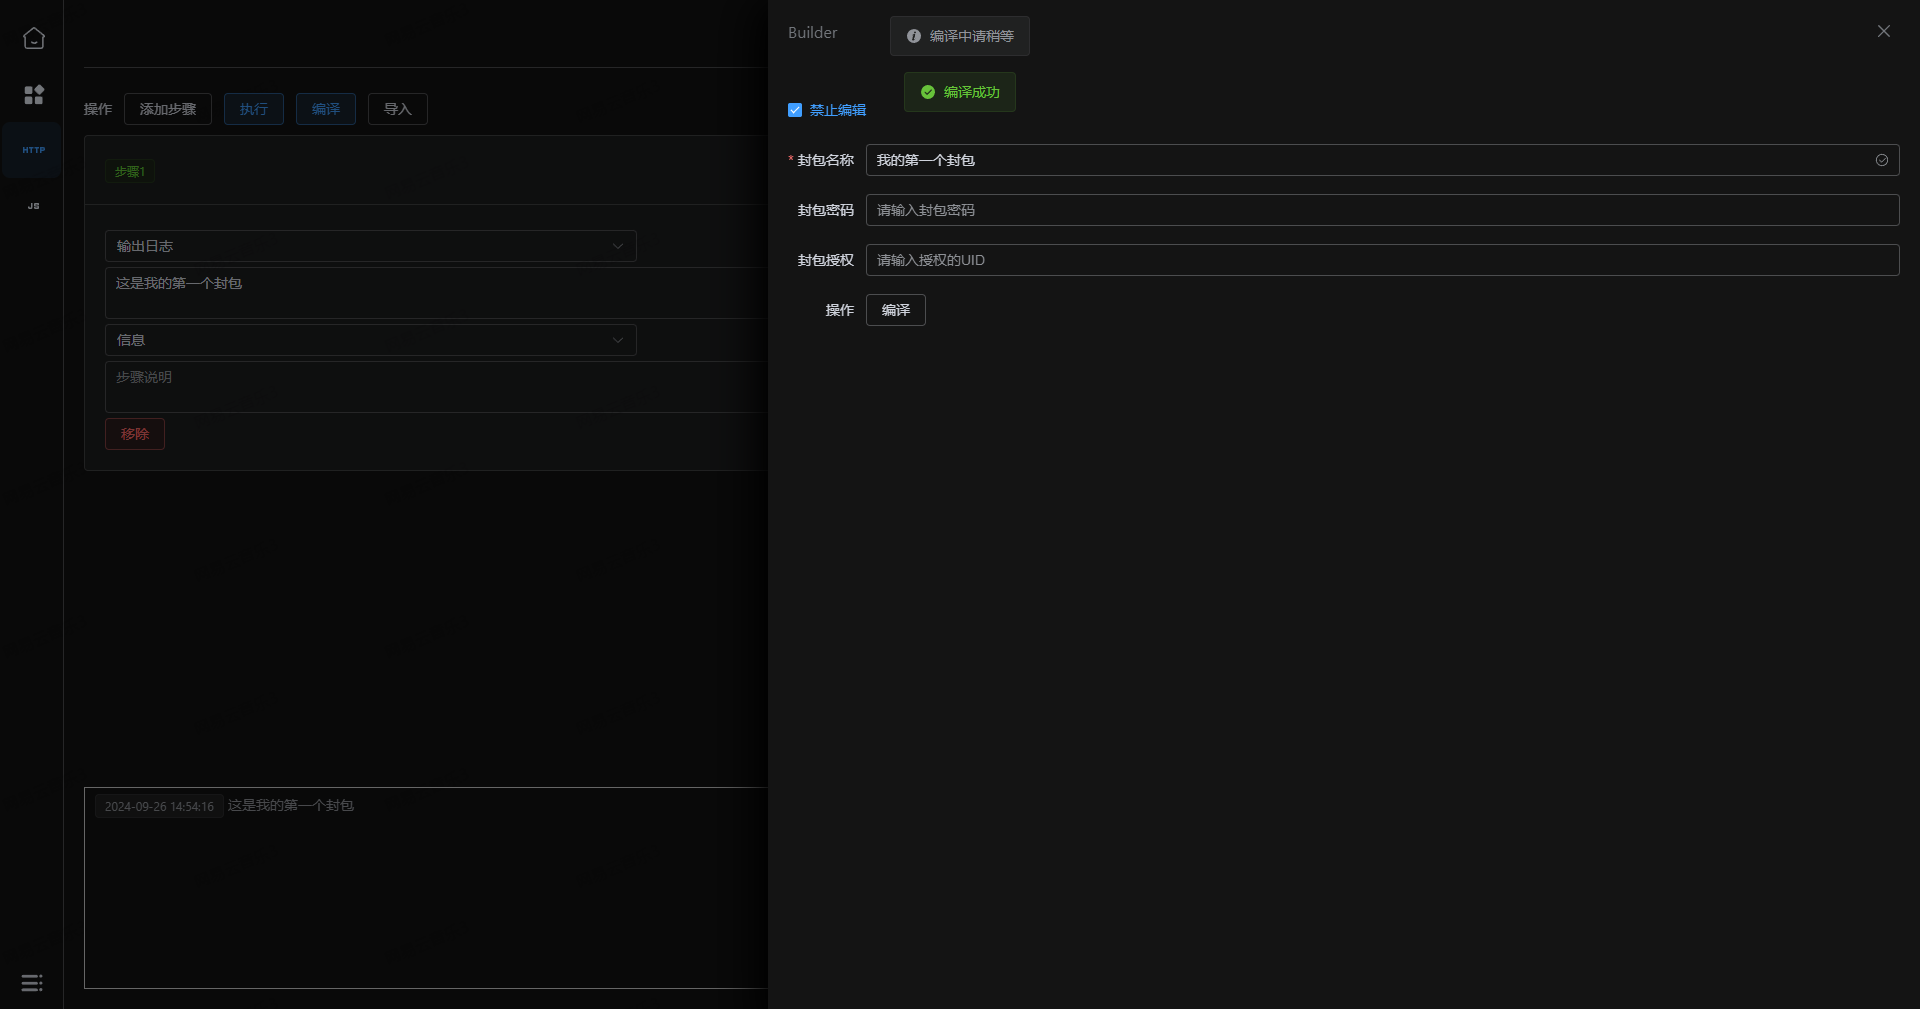 HTTP
JS
操作 添加步骤 执行 编译 导入
步骤1
输出日志
这是我的第一个封包
信息
步骤说明
移除
2024-09-26 14:54:16 这是我的第一个封包
Builder
编译中请稍等
编译成功
禁止编辑
* 封包名称 我的第一个封包
封包密码 请输入封包密码
封包授权 请输入授权的UID
操作 编译